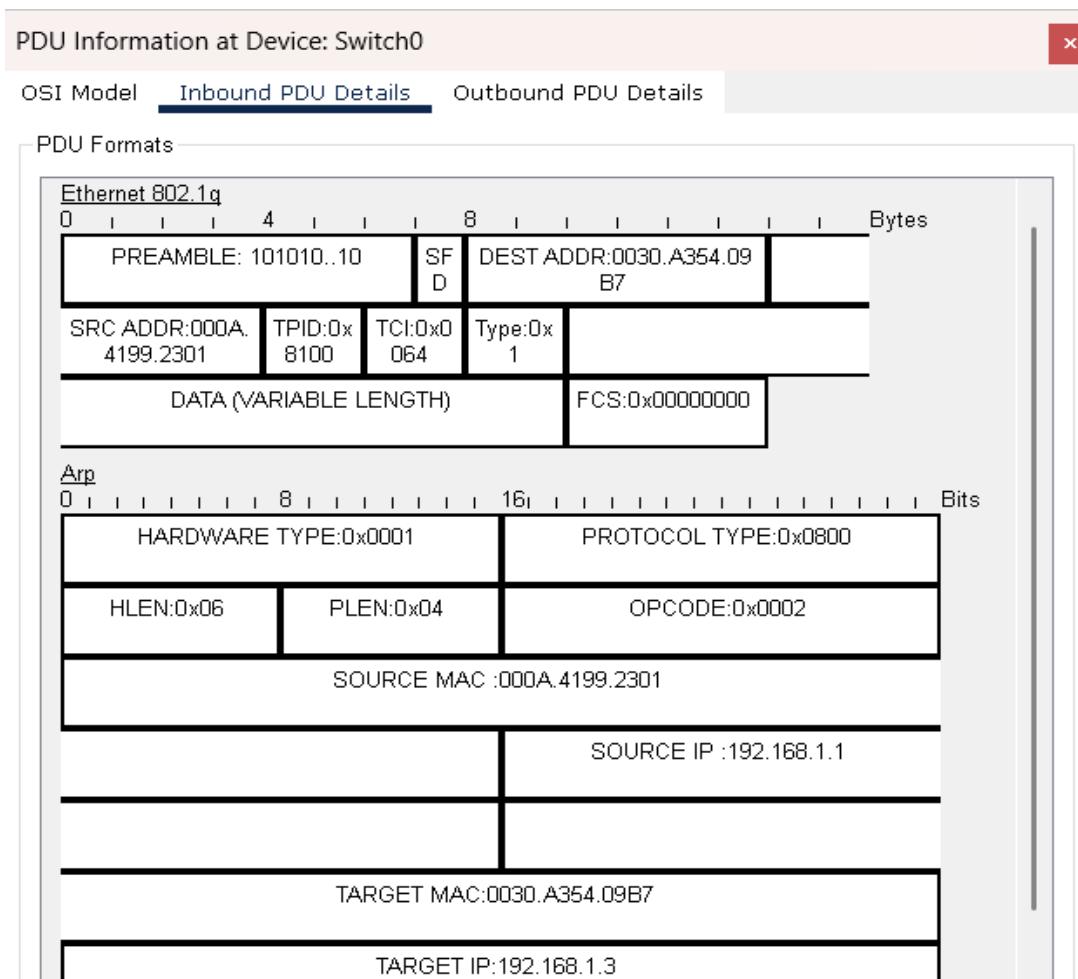 PDU Information at Device: Switch0
×
OSI Model Inbound PDU Details Outbound PDU Details
PDU Formats
Ethernet 802.1q
0 4 8 Bytes
PREAMBLE: 101010..10 SF DEST ADDR:0030.A354.09
D B7
SRC ADDR:000A. TPID:0x TCI:0x0 Type:0x
4199.2301 8100 064 1
DATA (VARIABLE LENGTH) FCS:0x00000000
Arp
0 8 16 Bits
HARDWARE TYPE:0x0001 PROTOCOL TYPE:0x0800
HLEN:0x06 PLEN:0x04 OPCODE:0x0002
SOURCE MAC :000A.4199.2301
SOURCE IP :192.168.1.1
TARGET MAC:0030.A354.09B7
TARGET IP:192.168.1.3